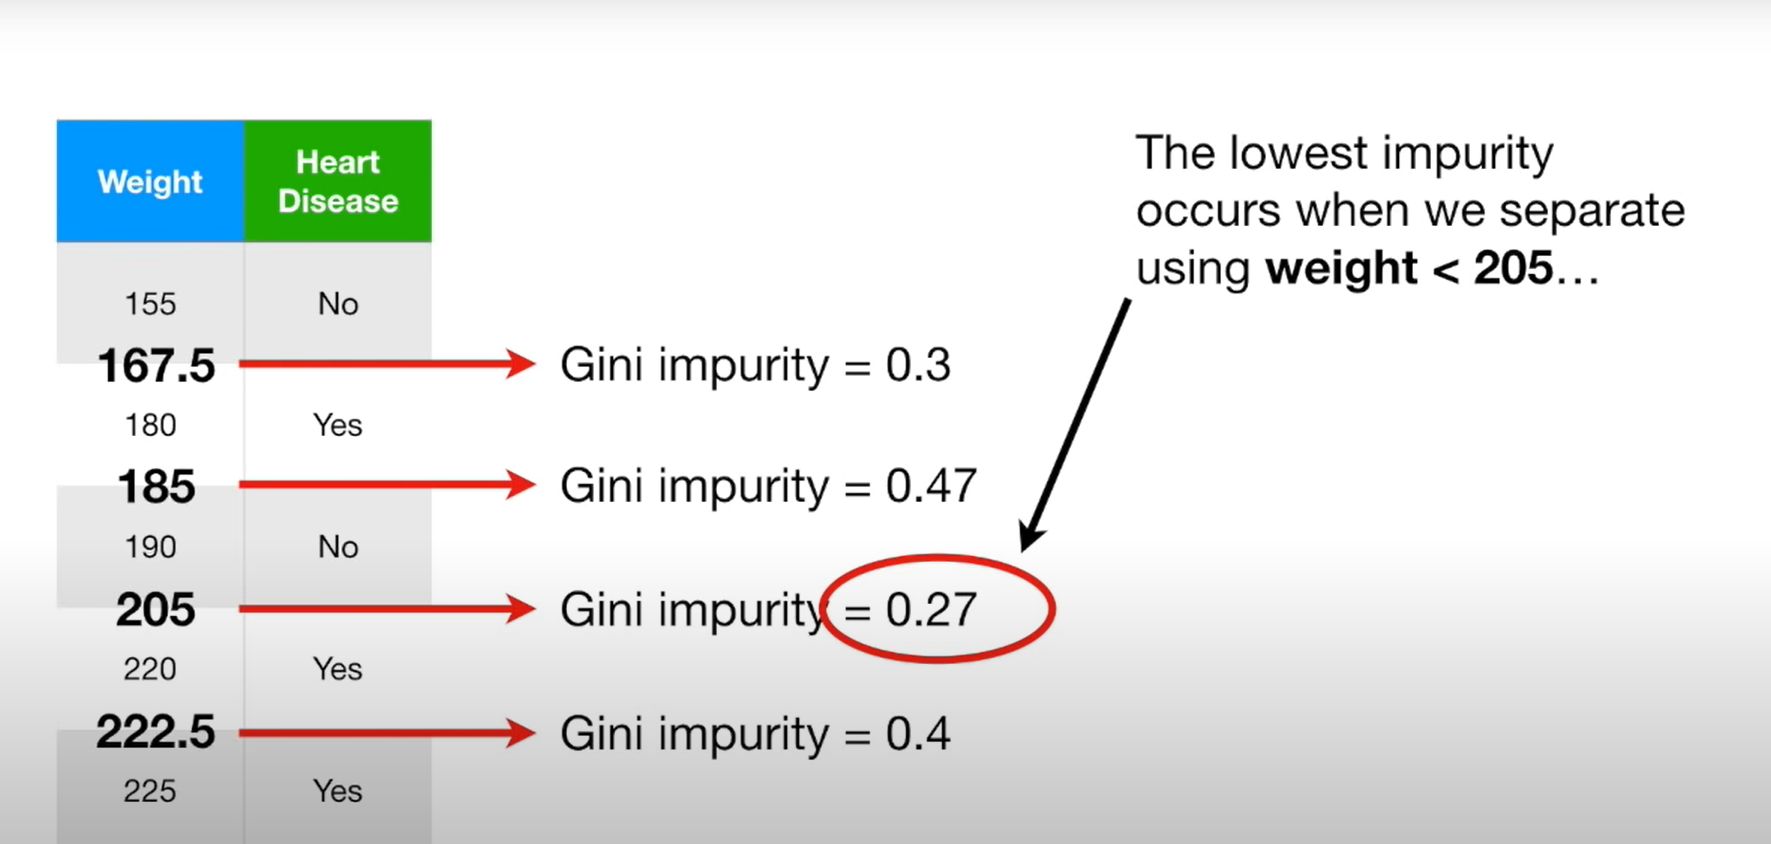 Weight
Heart
Disease
The lowest impurity
occurs when we separate
using weight < 205...
155 No
167.5 Gini impurity = 0.3
180 Yes
185 Gini impurity = 0.47
190 No
205 Gini impurity = 0.27
220 Yes
222.5 Gini impurity = 0.4
225 Yes